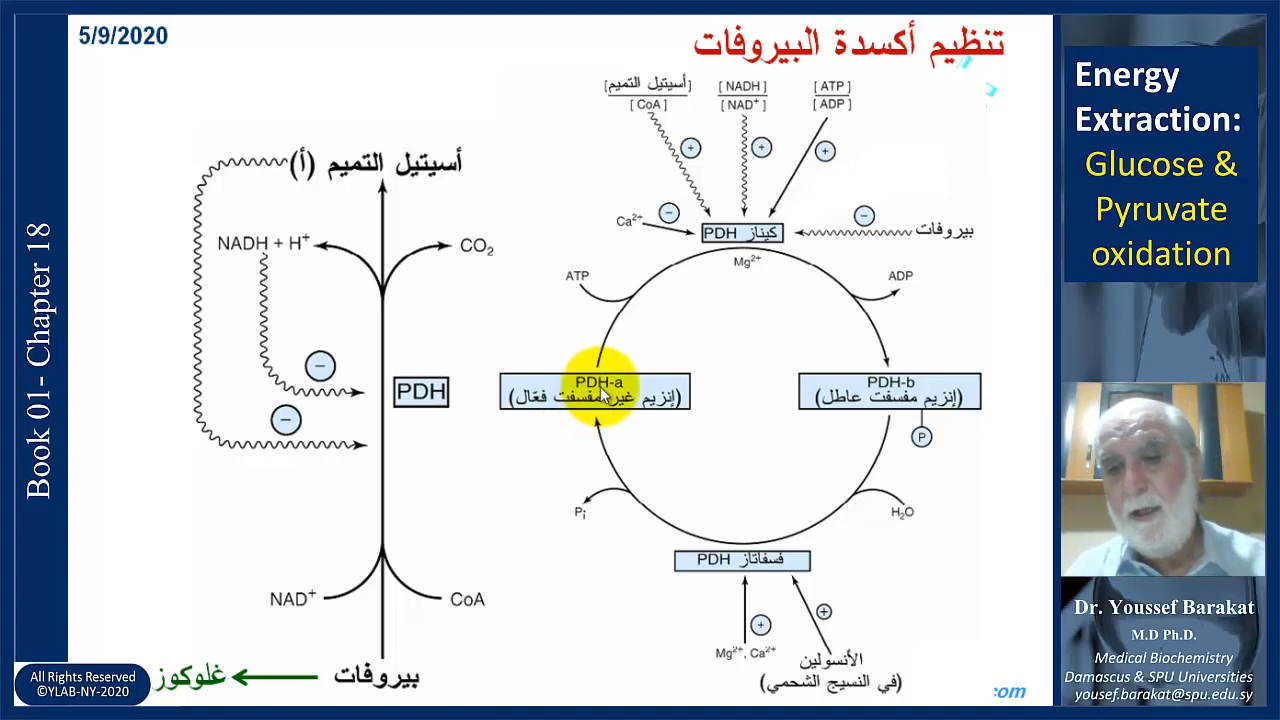 5/9/2020
تنظيم أكسدة البيروفات
[أسيتيل التميم]
[CoA]
[NADH]
[NAD+]
[ATP]
[ADP]
+
+
+
Ca2+
−
كيناز PDH
−
بيروفات
Mg2+
ATP
ADP
PDH-a
(إنزيم غير مفسفت فعّال)
PDH-b
(إنزيم مفسفت عاطل)
P
Pi
H2O
فسفاتاز PDH
+
+
Mg2+, Ca2+
الأنسولين
(في النسيج الشحمي)
أسيتيل التميم (أ)
NADH + H+
CO2
−
PDH
−
NAD+
CoA
بيروفات
غلوكوز
Book 01- Chapter 18
All Rights Reserved
©YLAB-NY-2020
com
Energy
Extraction:
Glucose &
Pyruvate
oxidation
Dr. Youssef Barakat
M.D Ph.D.
Medical Biochemistry
Damascus & SPU Universities
yousef.barakat@spu.edu.sy